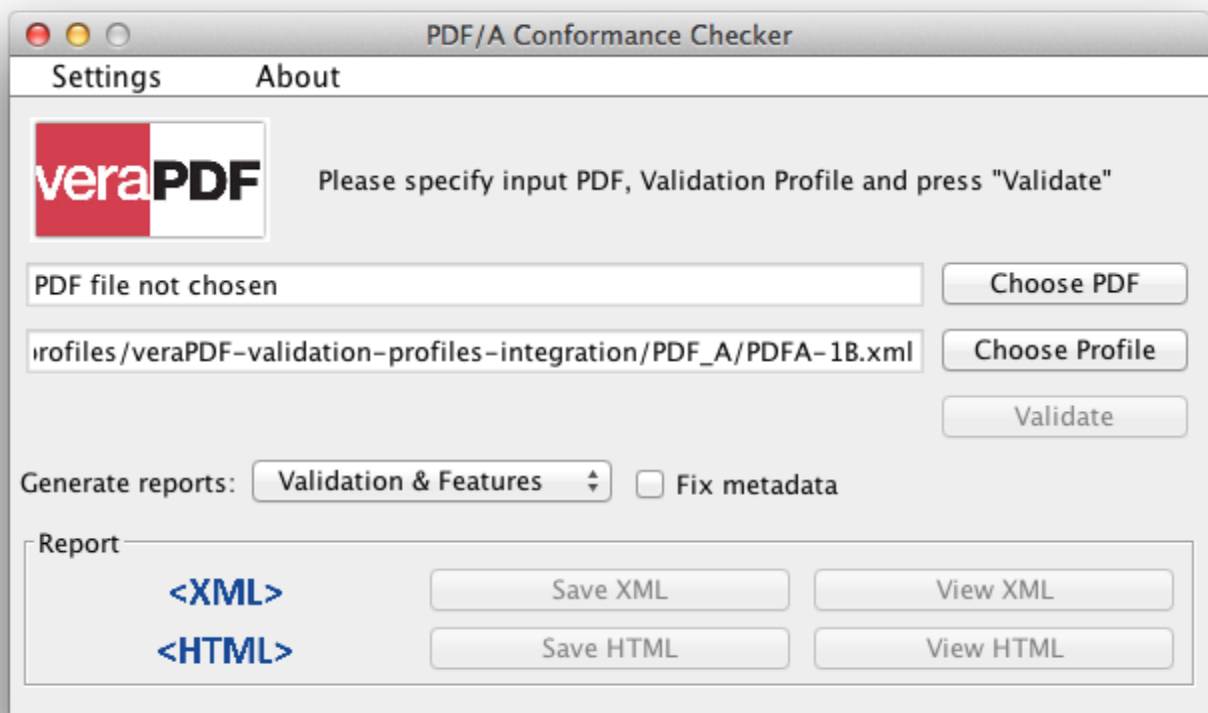 PDF/A Conformance Checker
Settings About
veraPDF
Please specify input PDF, Validation Profile and press "Validate"
PDF file not chosen
Choose PDF
rofiles/veraPDF-validation-profiles-integration/PDF_A/PDFA-1B.xml
Choose Profile
Validate
Generate reports: Validation & Features Fix metadata
Report
<XML> Save XML View XML
<HTML> Save HTML View HTML